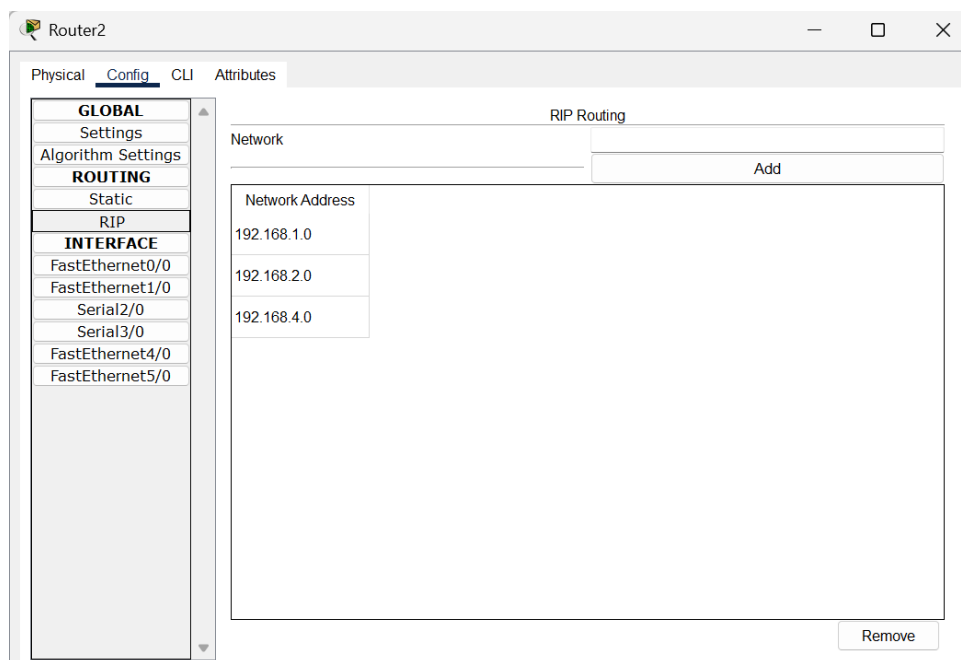 Router2
Physical Config CLI Attributes
GLOBAL
Settings
Algorithm Settings
ROUTING
Static
RIP
INTERFACE
FastEthernet0/0
FastEthernet1/0
Serial2/0
Serial3/0
FastEthernet4/0
FastEthernet5/0
RIP Routing
Network
Add
Network Address
192.168.1.0
192.168.2.0
192.168.4.0
Remove